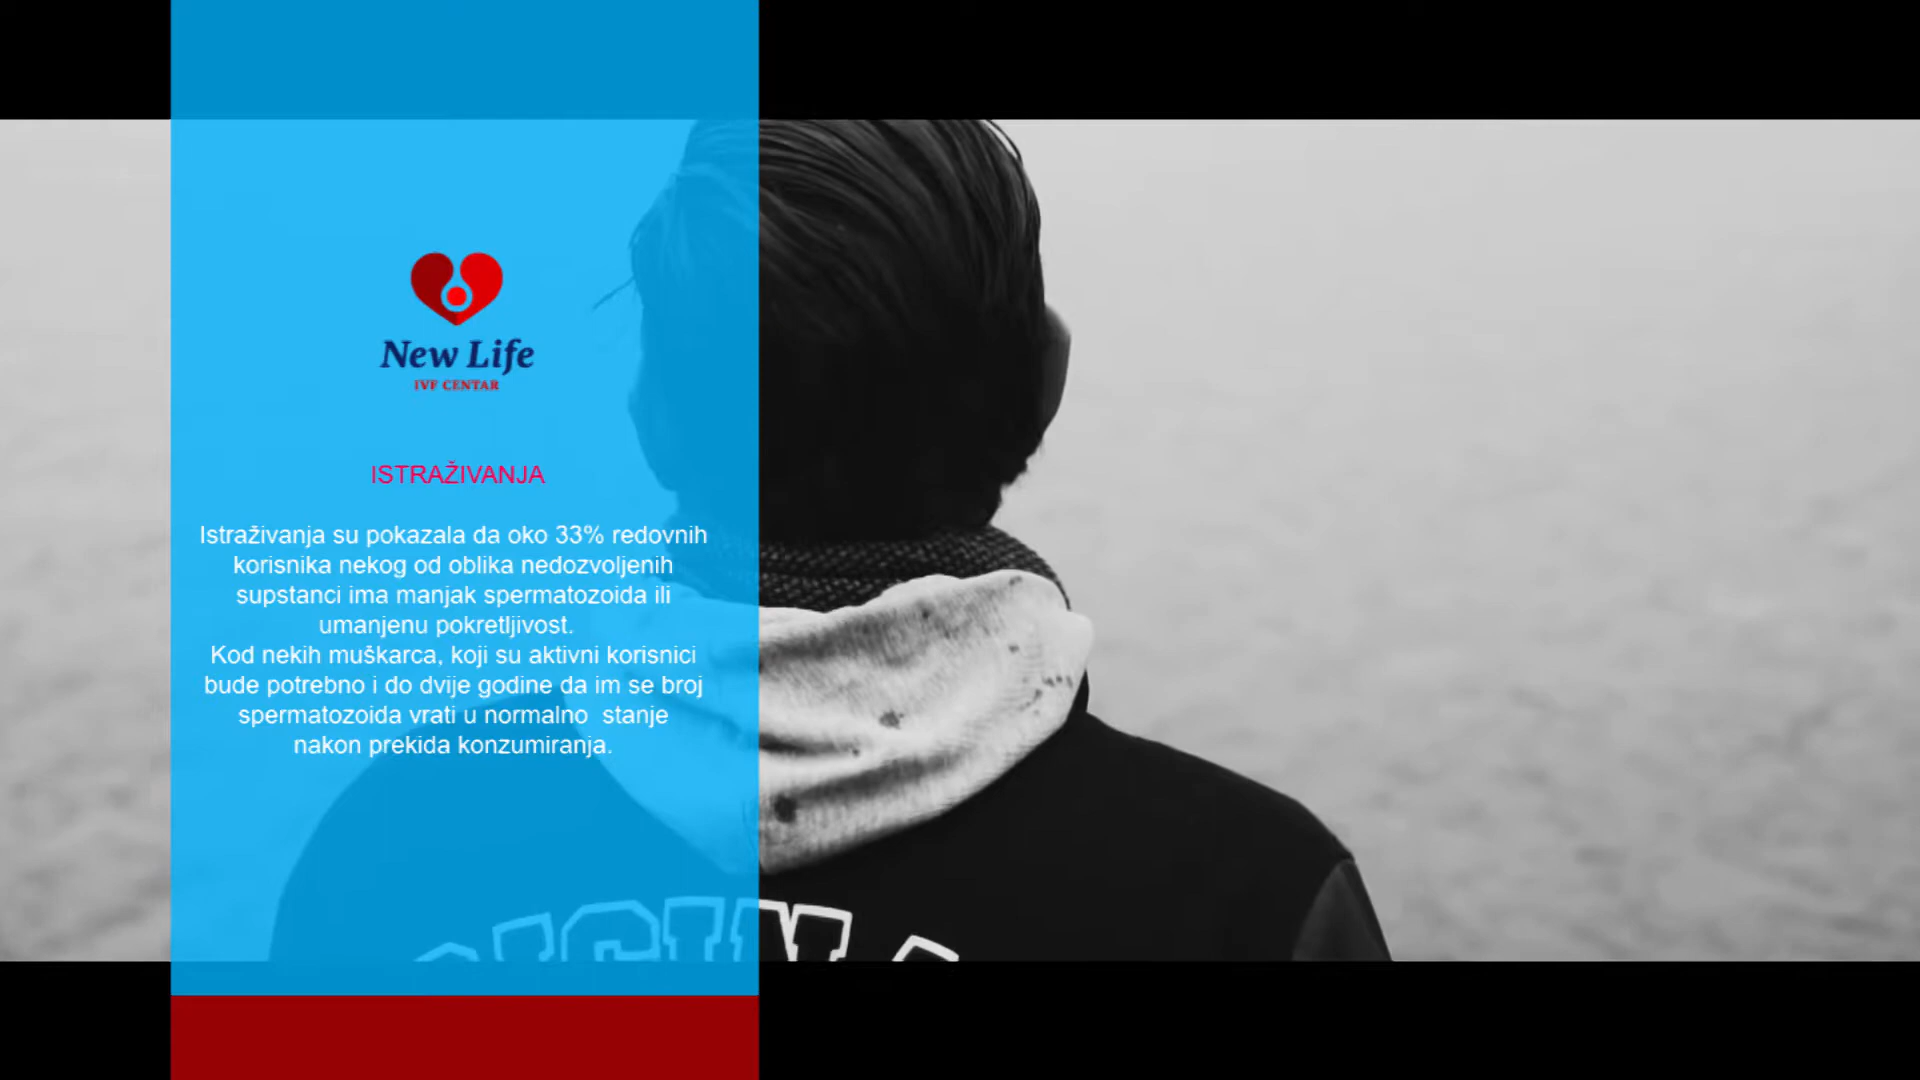 New Life
IVF CENTAR
ISTRAŽIVANJA
Istraživanja su pokazala da oko 33% redovnih
korisnika nekog od oblika nedozvoljenih
supstanci ima manjak spermatozoida ili
umanjenu pokretljivost.
Kod nekih muškarca, koji su aktivni korisnici
bude potrebno i do dvije godine da im se broj
spermatozoida vrati u normalno  stanje
nakon prekida konzumiranja.